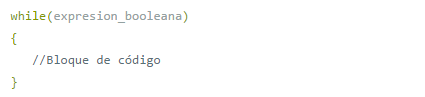 while(expresion_booleana)
{
//Bloque de código
}